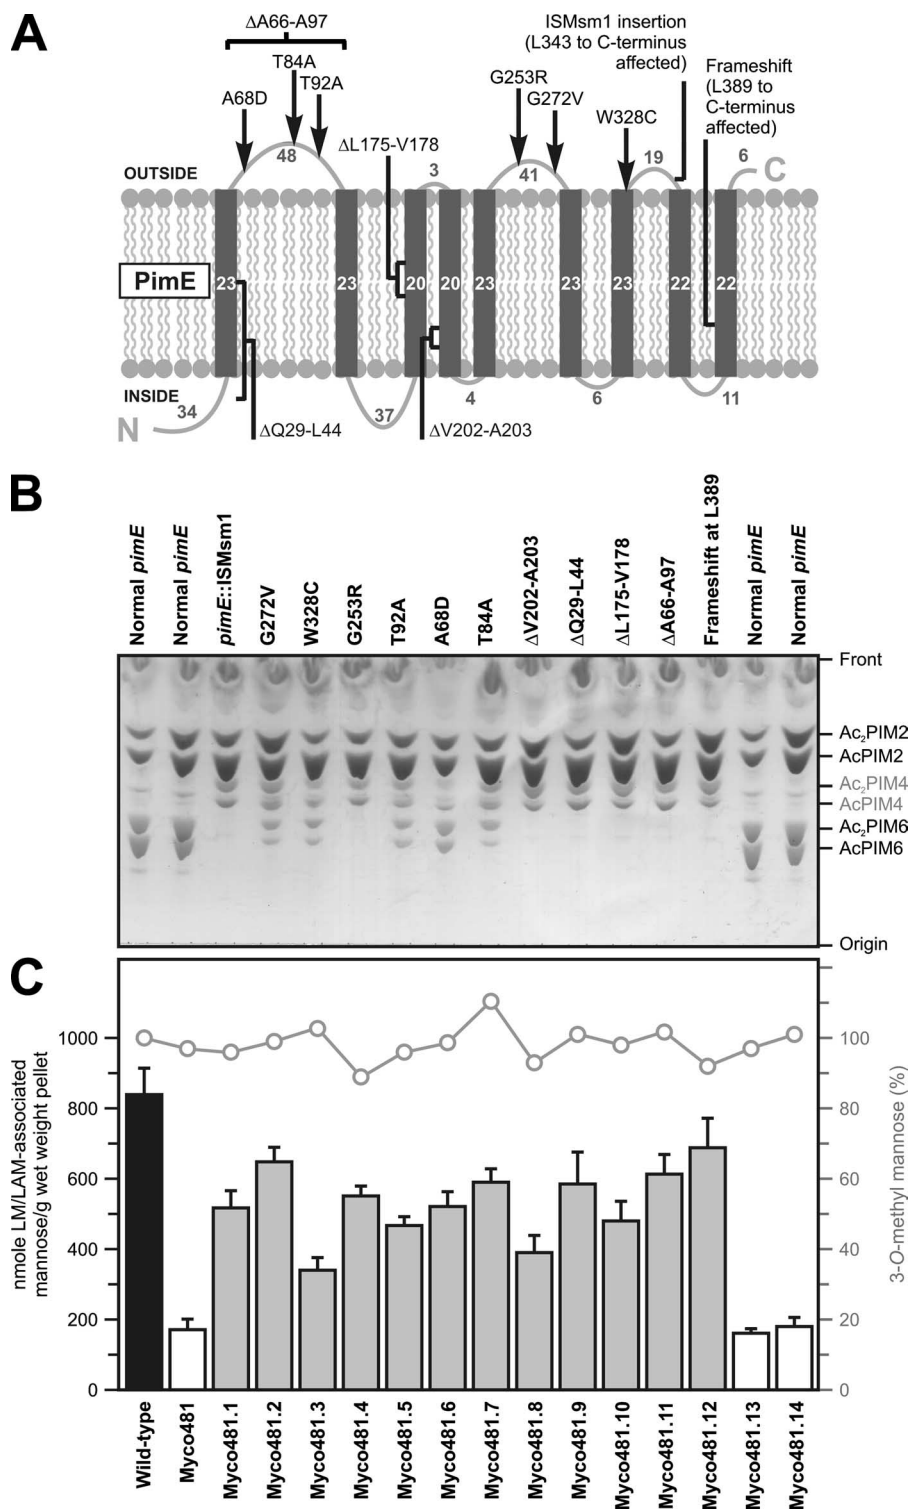 A
ΔA66-A97
T84A
T92A
A68D
ΔL175-V178
G253R
G272V
W328C
ISMsm1 insertion
(L343 to C-terminus
affected)
Frameshift
(L389 to
C-terminus
affected)
48
3
41
19
6
C
OUTSIDE
PimE
23
23
20
20
23
23
23
22
22
INSIDE
N
34
37
4
6
11
ΔQ29-L44
ΔV202-A203
B
Normal pimE
Normal pimE
pimE::ISMsm1
G272V
W328C
G253R
T92A
A68D
T84A
ΔV202-A203
ΔQ29-L44
ΔL175-V178
ΔA66-A97
Frameshift at L389
Normal pimE
Normal pimE
Front
Ac₂PIM2
AcPIM2
Ac₂PIM4
AcPIM4
Ac₂PIM6
AcPIM6
Origin
C
nmole LM/LAM-associated
mannose/g wet weight pellet
1000
800
600
400
200
0
100
80
60
40
20
0
3-O-methyl mannose (%)
Wild-type
Myco481
Myco481.1
Myco481.2
Myco481.3
Myco481.4
Myco481.5
Myco481.6
Myco481.7
Myco481.8
Myco481.9
Myco481.10
Myco481.11
Myco481.12
Myco481.13
Myco481.14